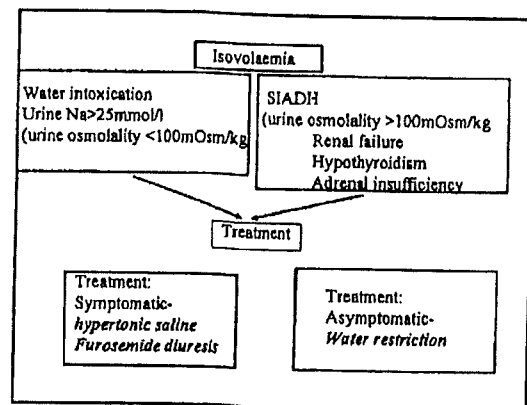 Isovolaemia
Water intoxication
Urine Na>25mmol/l
(urine osmolality <100mOsm/kg
SIADH
(urine osmolality >100mOsm/kg
Renal failure
Hypothyroidism
Adrenal insufficiency
Treatment
Treatment:
Symptomatic-
hypertonic saline
Furosemide diuresis
Treatment:
Asymptomatic-
Water restriction